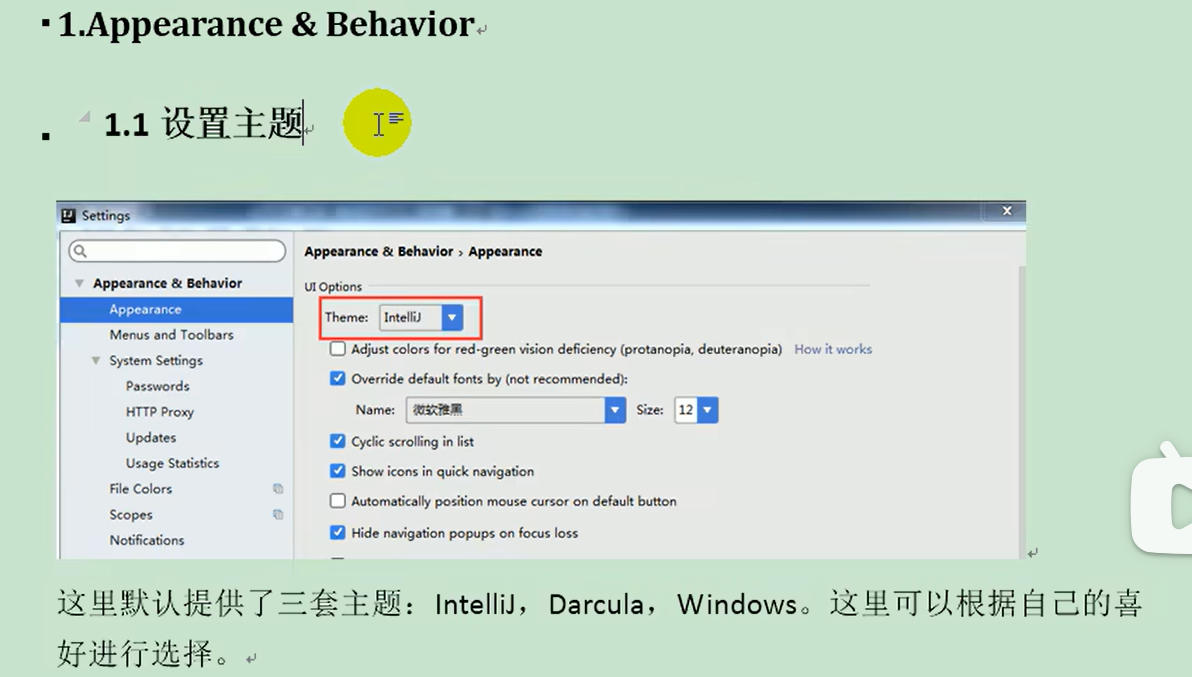 1.Appearance & Behavior
1.1 设置主题
Settings
Appearance & Behavior › Appearance
Appearance & Behavior
Appearance
Menus and Toolbars
System Settings
Passwords
HTTP Proxy
Updates
Usage Statistics
File Colors
Scopes
Notifications
UI Options
Theme: IntelliJ
Adjust colors for red-green vision deficiency (protanopia, deuteranopia) How it works
Override default fonts by (not recommended):
Name: 微软雅黑 Size: 12
Cyclic scrolling in list
Show icons in quick navigation
Automatically position mouse cursor on default button
Hide navigation popups on focus loss
这里默认提供了三套主题：IntelliJ，Darcula，Windows。这里可以根据自己的喜
好进行选择。